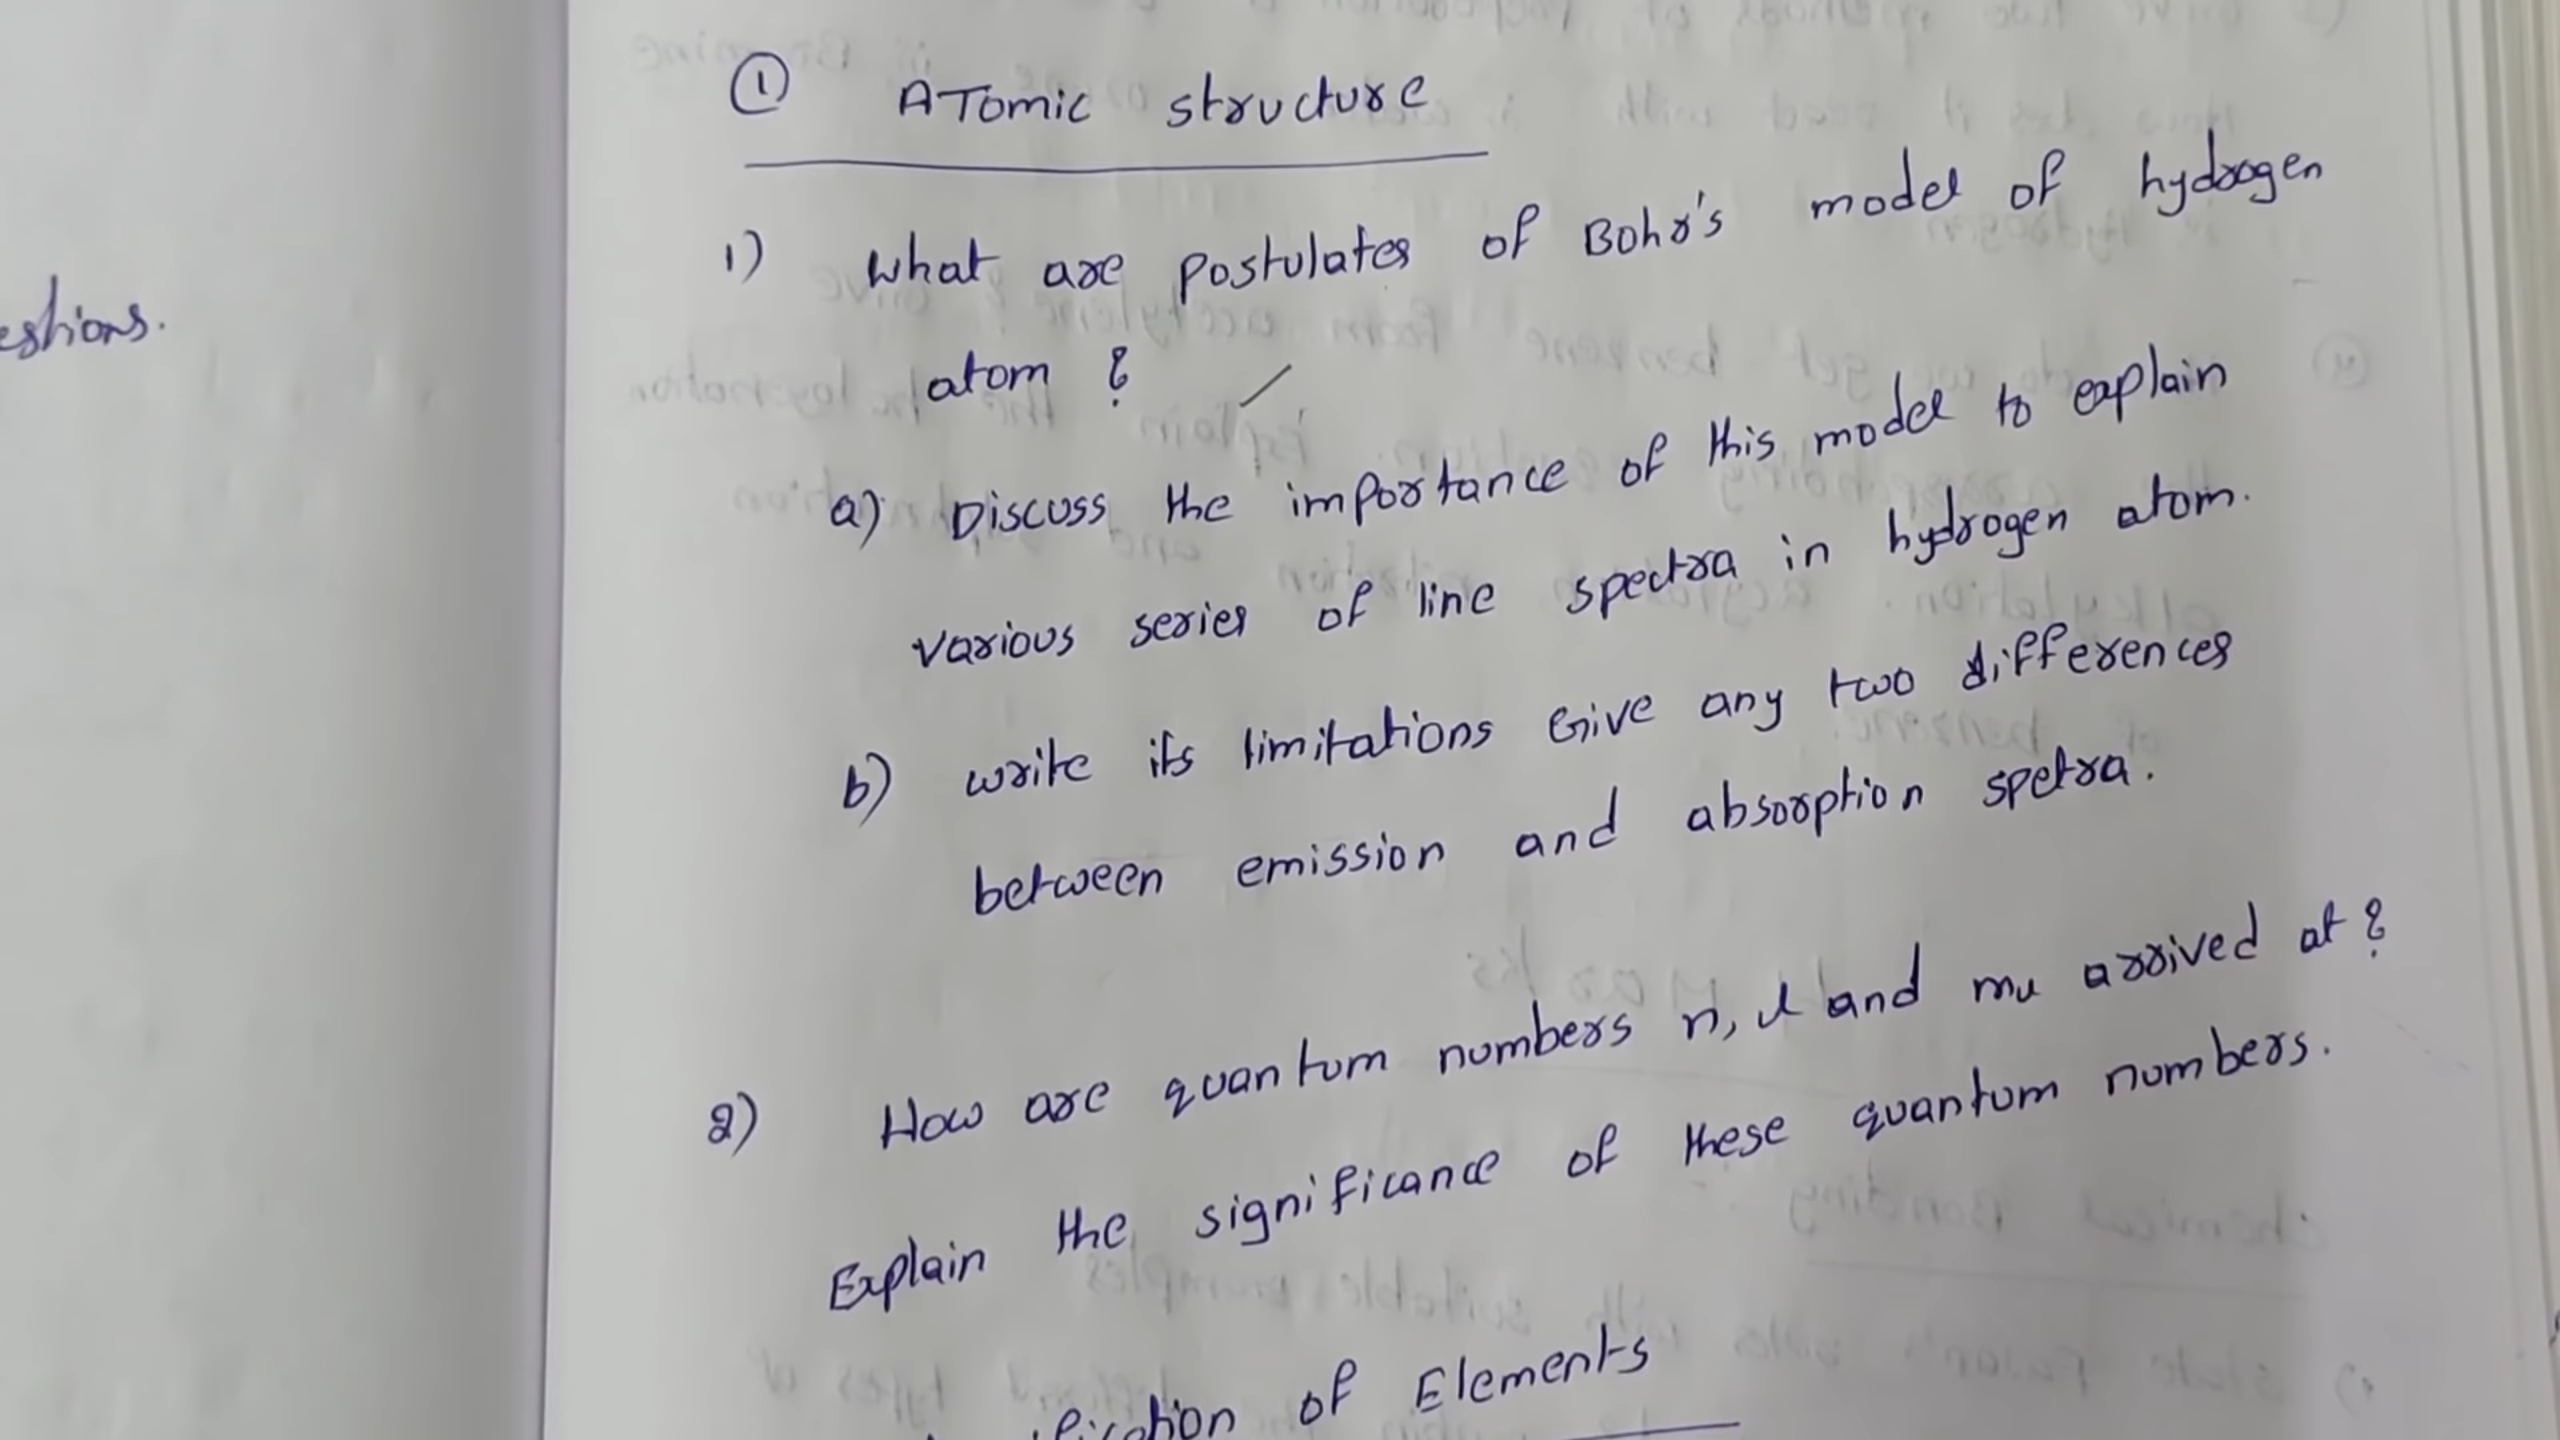 estions.
① ATomic structure
1) what are postulates of Bohr's model of hydrogen
atom ?
a) Discuss the importance of this model to explain
various series of line spectra in hydrogen atom.
b) write its limitations Give any two differences
between emission and absorption spetra.
2) How are quantum numbers n, l and ml arrived at ?
Explain the significance of these quantum numbers.
of Elements